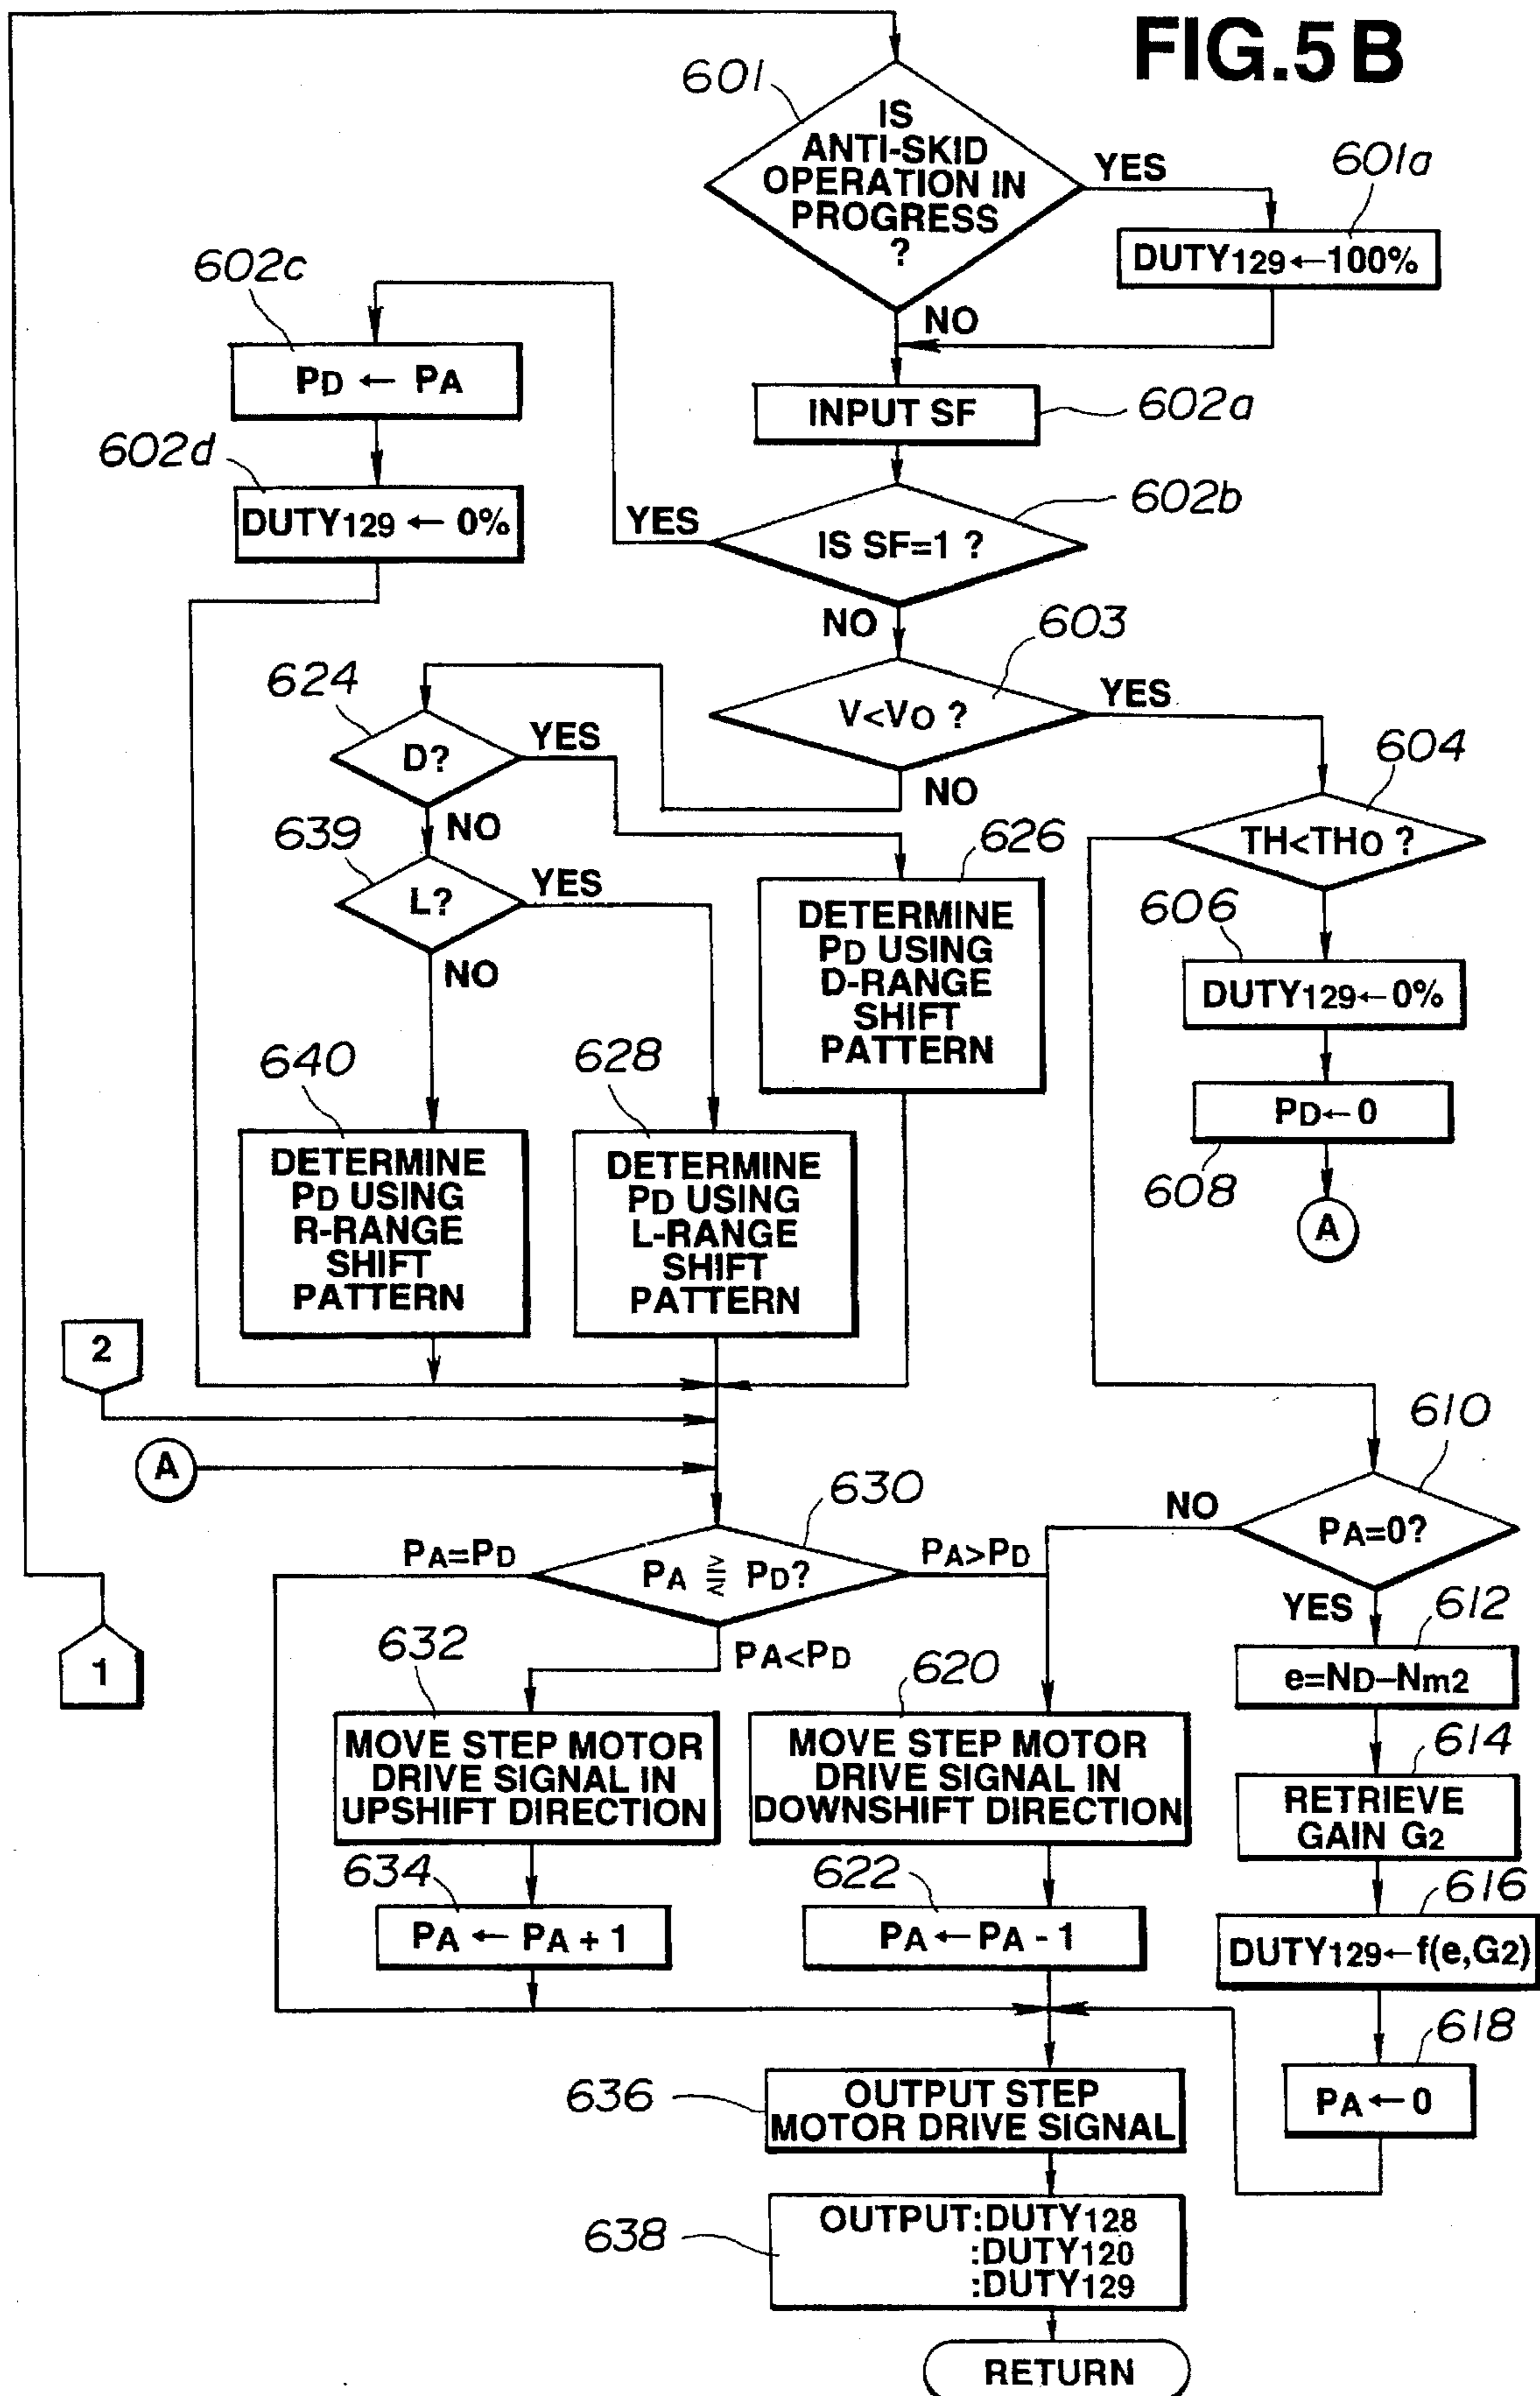 FIG.5B
601
IS
ANTI-SKID
OPERATION IN
PROGRESS
?
YES
601a
DUTY129←100%
NO
602c
PD ← PA
INPUT SF
602a
602d
DUTY129 ← 0%
YES
602b
IS SF=1 ?
NO
603
V<VO ?
YES
NO
624
D?
YES
NO
604
TH<THO ?
639
L?
YES
NO
626
DETERMINE
PD USING
D-RANGE
SHIFT
PATTERN
606
DUTY129←0%
PD←0
608
A
640
DETERMINE
PD USING
R-RANGE
SHIFT
PATTERN
628
DETERMINE
PD USING
L-RANGE
SHIFT
PATTERN
2
A
610
PA=0?
NO
YES
630
PA=PD
PA ⋛ PD?
PA>PD
PA<PD
1
612
e=ND-Nm2
632
MOVE STEP MOTOR
DRIVE SIGNAL IN
UPSHIFT DIRECTION
620
MOVE STEP MOTOR
DRIVE SIGNAL IN
DOWNSHIFT DIRECTION
614
RETRIEVE
GAIN G2
634
PA ← PA + 1
622
PA ← PA - 1
616
DUTY129←f(e,G2)
618
PA←0
636
OUTPUT STEP
MOTOR DRIVE SIGNAL
638
OUTPUT:DUTY128
:DUTY120
:DUTY129
RETURN